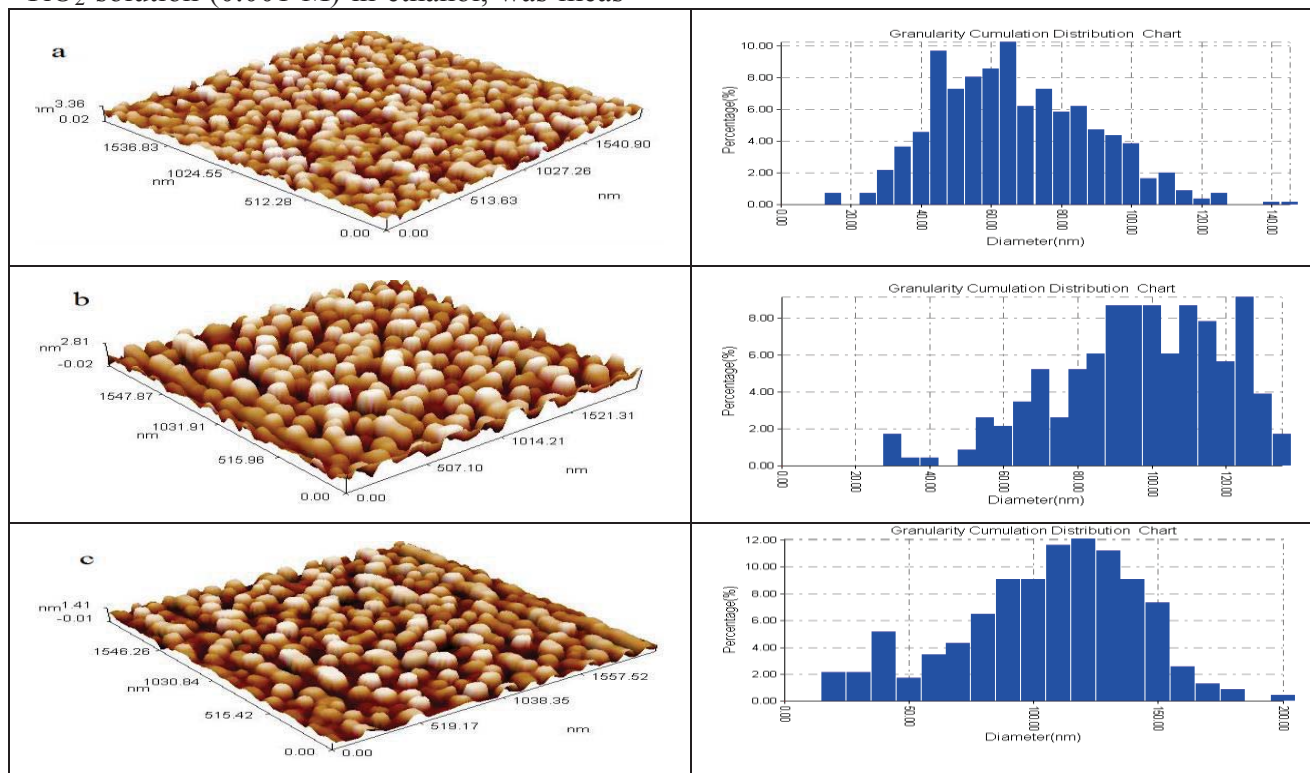 TiO2 solution (0.001 M) in ethanol, was meas
a
nm 3.36
0.02
1536.83
1024.55
nm
512.28
0.00
0.00
513.63
1027.26
nm
1540.90
Granularity Cumulation Distribution Chart
Percentage(%)
10.00
8.00
6.00
4.00
2.00
0.00
0.00
20.00
40.00
60.00
80.00
100.00
120.00
140.00
Diameter(nm)
b
nm 2.81
-0.02
1547.87
1031.91
nm
515.96
0.00
0.00
507.10
1014.21
nm
1521.31
Granularity Cumulation Distribution Chart
Percentage(%)
8.00
6.00
4.00
2.00
0.00
0.00
20.00
40.00
60.00
80.00
100.00
120.00
Diameter(nm)
c
nm 1.41
-0.01
1546.26
1030.84
nm
515.42
0.00
0.00
519.17
1038.35
nm
1557.52
Granularity Cumulation Distribution Chart
Percentage(%)
12.00
10.00
8.00
6.00
4.00
2.00
0.00
0.00
50.00
100.00
150.00
200.00
Diameter(nm)